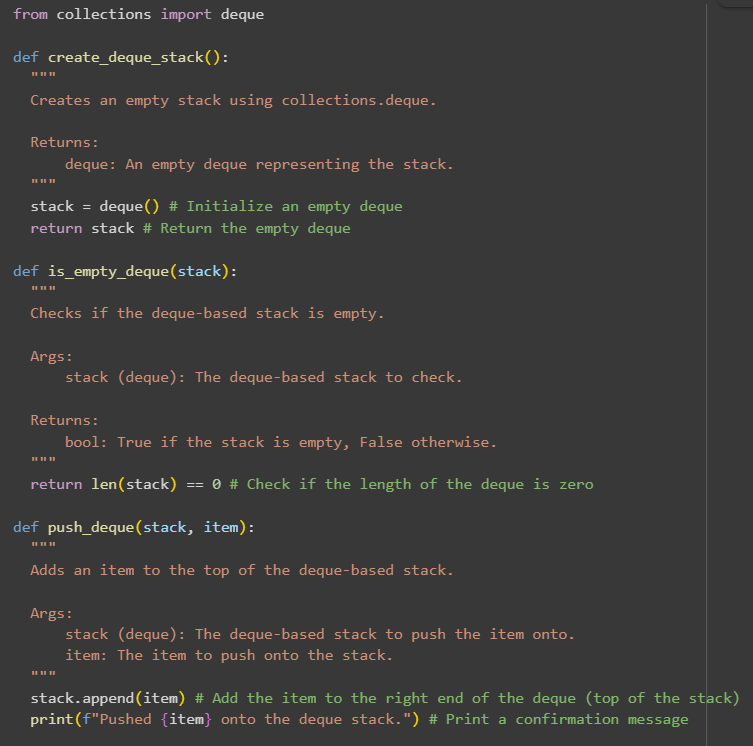 from collections import deque
def create_deque_stack():
"""
Creates an empty stack using collections.deque.
Returns:
deque: An empty deque representing the stack.
"""
stack = deque() # Initialize an empty deque
return stack # Return the empty deque
def is_empty_deque(stack):
"""
Checks if the deque-based stack is empty.
Args:
stack (deque): The deque-based stack to check.
Returns:
bool: True if the stack is empty, False otherwise.
"""
return len(stack) == 0 # Check if the length of the deque is zero
def push_deque(stack, item):
"""
Adds an item to the top of the deque-based stack.
Args:
stack (deque): The deque-based stack to push the item onto.
item: The item to push onto the stack.
"""
stack.append(item) # Add the item to the right end of the deque (top of the stack)
print(f"Pushed {item} onto the deque stack.") # Print a confirmation message